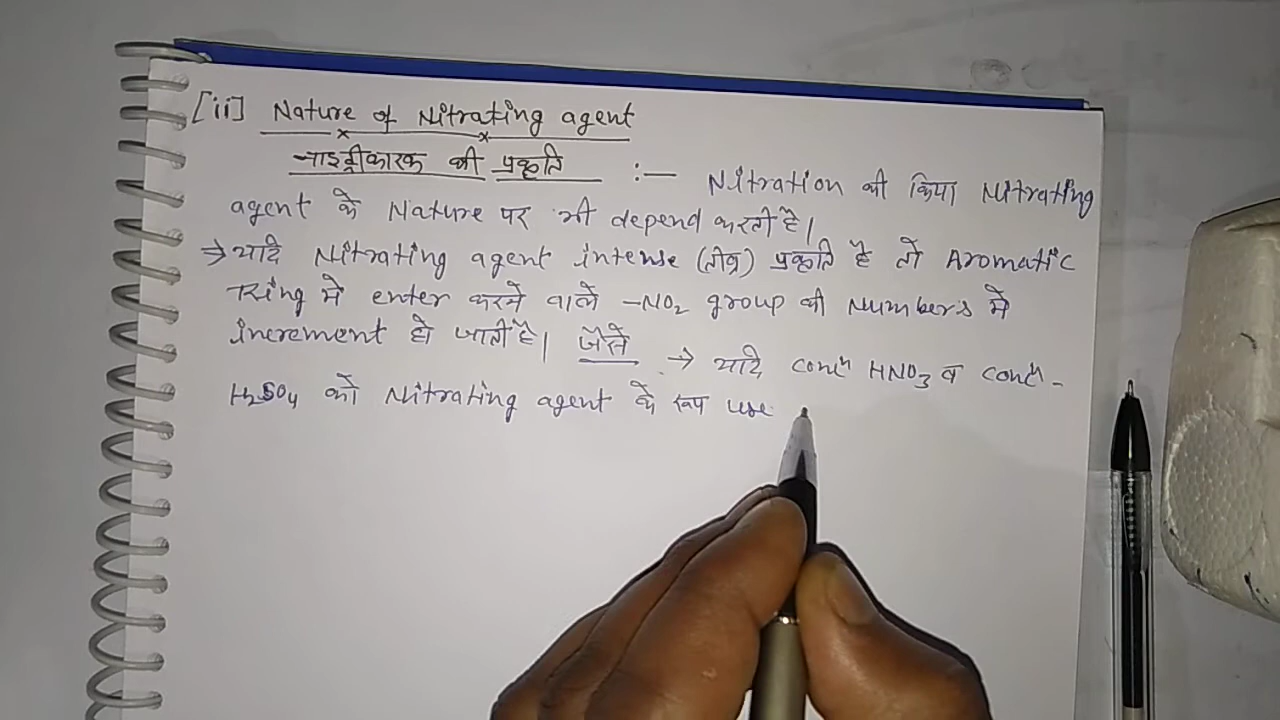 [ii] Nature of Nitrating agent
नाइट्रीकारक की प्रकृति :— Nitration की क्रिया Nitrating
agent के Nature पर भी depend करती है।
→ यदि Nitrating agent intense (तीव्र) प्रकृति है तो Aromatic
Ring मे enter करने वाले -NO₂ group की Numbers मे
increment हो जाती है। जैसे → यदि concⁿ HNO₃ व concⁿ-
H₂SO₄ को Nitrating agent के रूप use